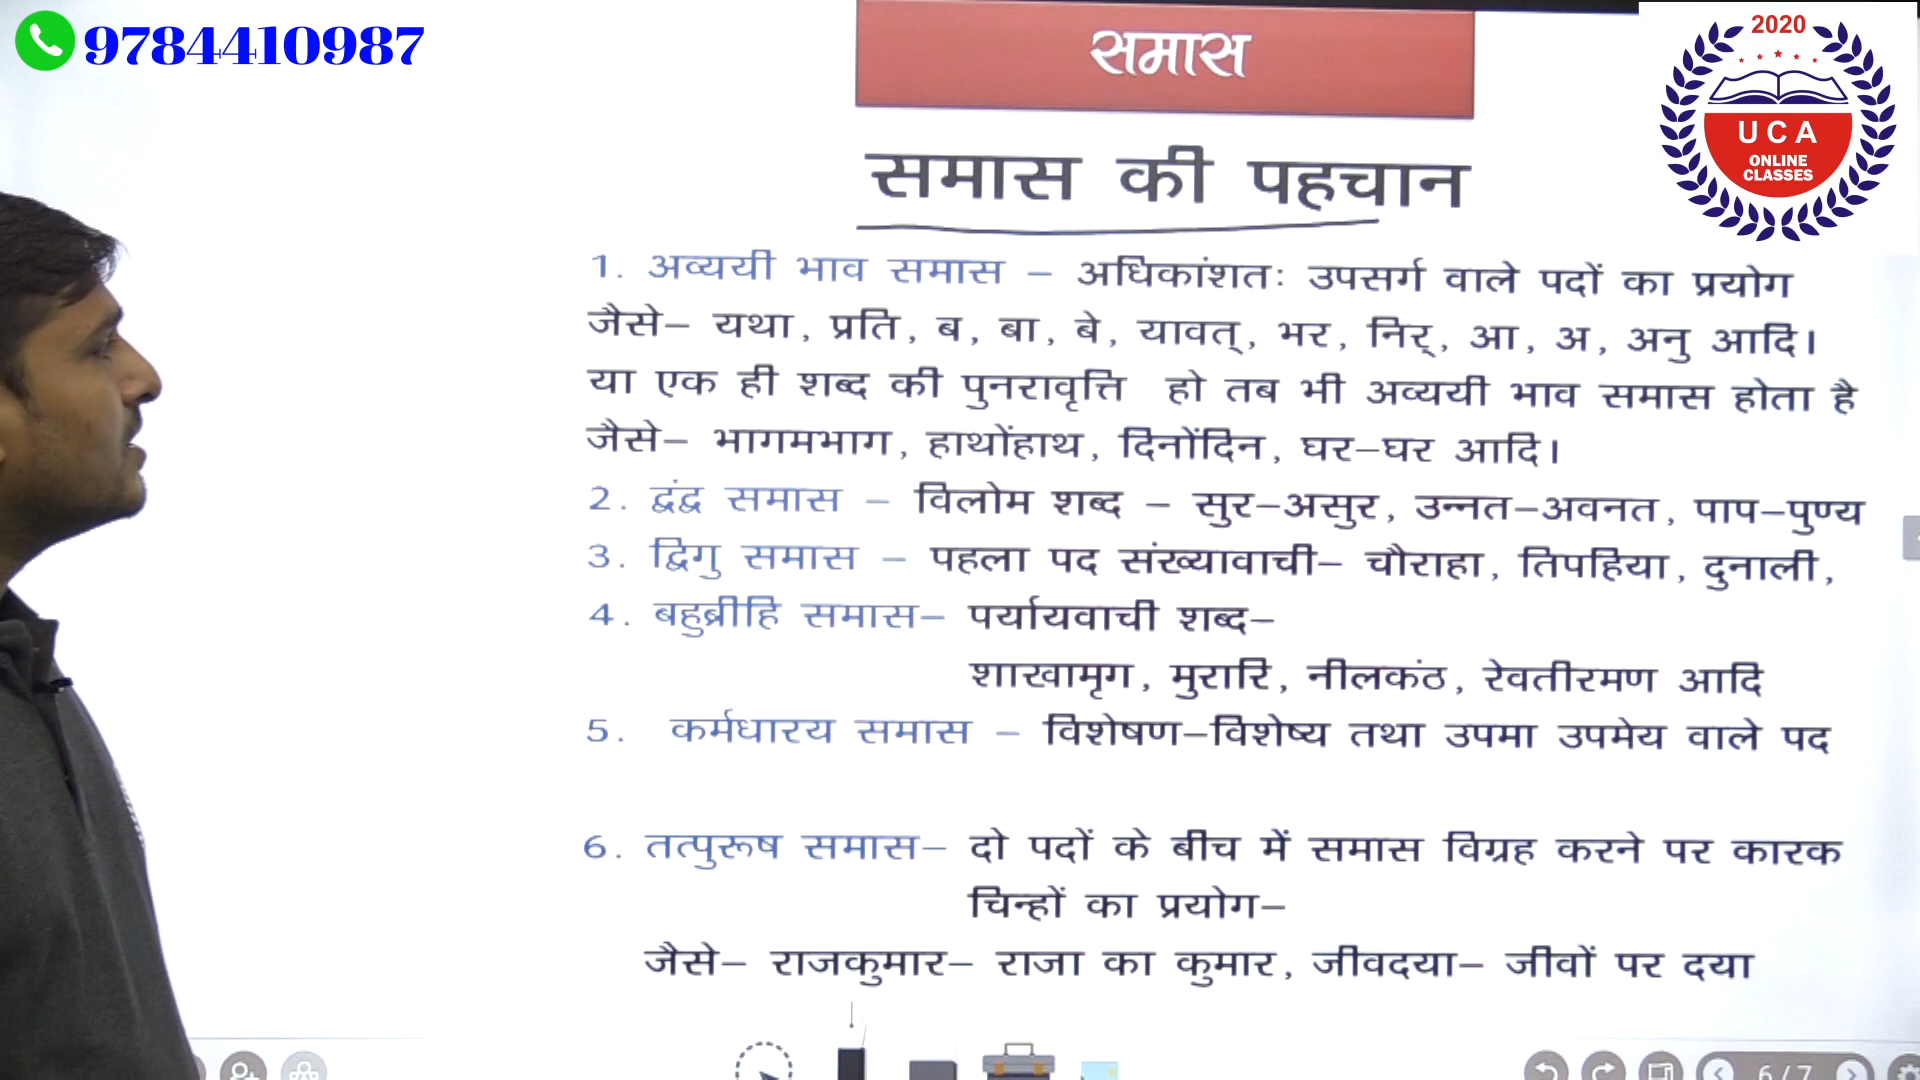 9784410987
समास
2020
UCA
ONLINE
CLASSES
समास की पहचान
1. अव्ययी भाव समास – अधिकांशतः उपसर्ग वाले पदों का प्रयोग
जैसे– यथा, प्रति, ब, बा, बे, यावत्, भर, निर्, आ, अ, अनु आदि।
या एक ही शब्द की पुनरावृत्ति हो तब भी अव्ययी भाव समास होता है
जैसे– भागमभाग, हाथोंहाथ, दिनोंदिन, घर–घर आदि।
2. द्वंद्व समास – विलोम शब्द – सुर–असुर, उन्नत–अवनत, पाप–पुण्य
3. द्विगु समास – पहला पद संख्यावाची– चौराहा, तिपहिया, दुनाली,
4. बहुब्रीहि समास– पर्यायवाची शब्द–
शाखामृग, मुरारि, नीलकंठ, रेवतीरमण आदि
5. कर्मधारय समास – विशेषण–विशेष्य तथा उपमा उपमेय वाले पद
6. तत्पुरूष समास– दो पदों के बीच में समास विग्रह करने पर कारक
चिन्हों का प्रयोग–
जैसे– राजकुमार– राजा का कुमार, जीवदया– जीवों पर दया
6/7